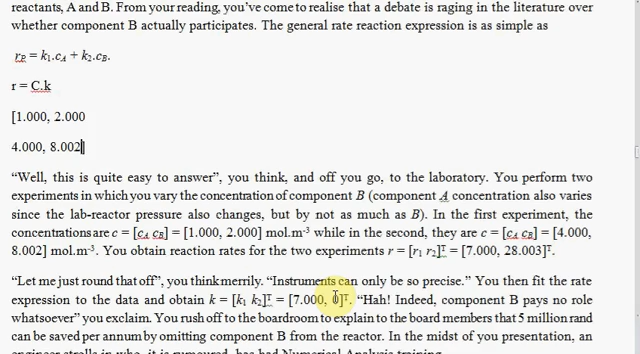 reactants, A and B. From your reading, you've come to realise that a debate is raging in the literature over
whether component B actually participates. The general rate reaction expression is as simple as
rP = k1.cA + k2.cB.
r = C.k
[1.000, 2.000
4.000, 8.002]
"Well, this is quite easy to answer", you think, and off you go, to the laboratory. You perform two
experiments in which you vary the concentration of component B (component A concentration also varies
since the lab-reactor pressure also changes, but by not as much as B). In the first experiment, the
concentrations are c = [cA cB] = [1.000, 2.000] mol.m-3 while in the second, they are c = [cA cB] = [4.000,
8.002] mol.m-3. You obtain reaction rates for the two experiments r = [r1 r2]T = [7.000, 28.003]T.
"Let me just round that off", you think merrily. "Instruments can only be so precise." You then fit the rate
expression to the data and obtain k = [k1 k2]T = [7.000, 0]T. "Hah! Indeed, component B pays no role
whatsoever" you exclaim. You rush off to the boardroom to explain to the board members that 5 million rand
can be saved per annum by omitting component B from the reactor. In the midst of you presentation, an